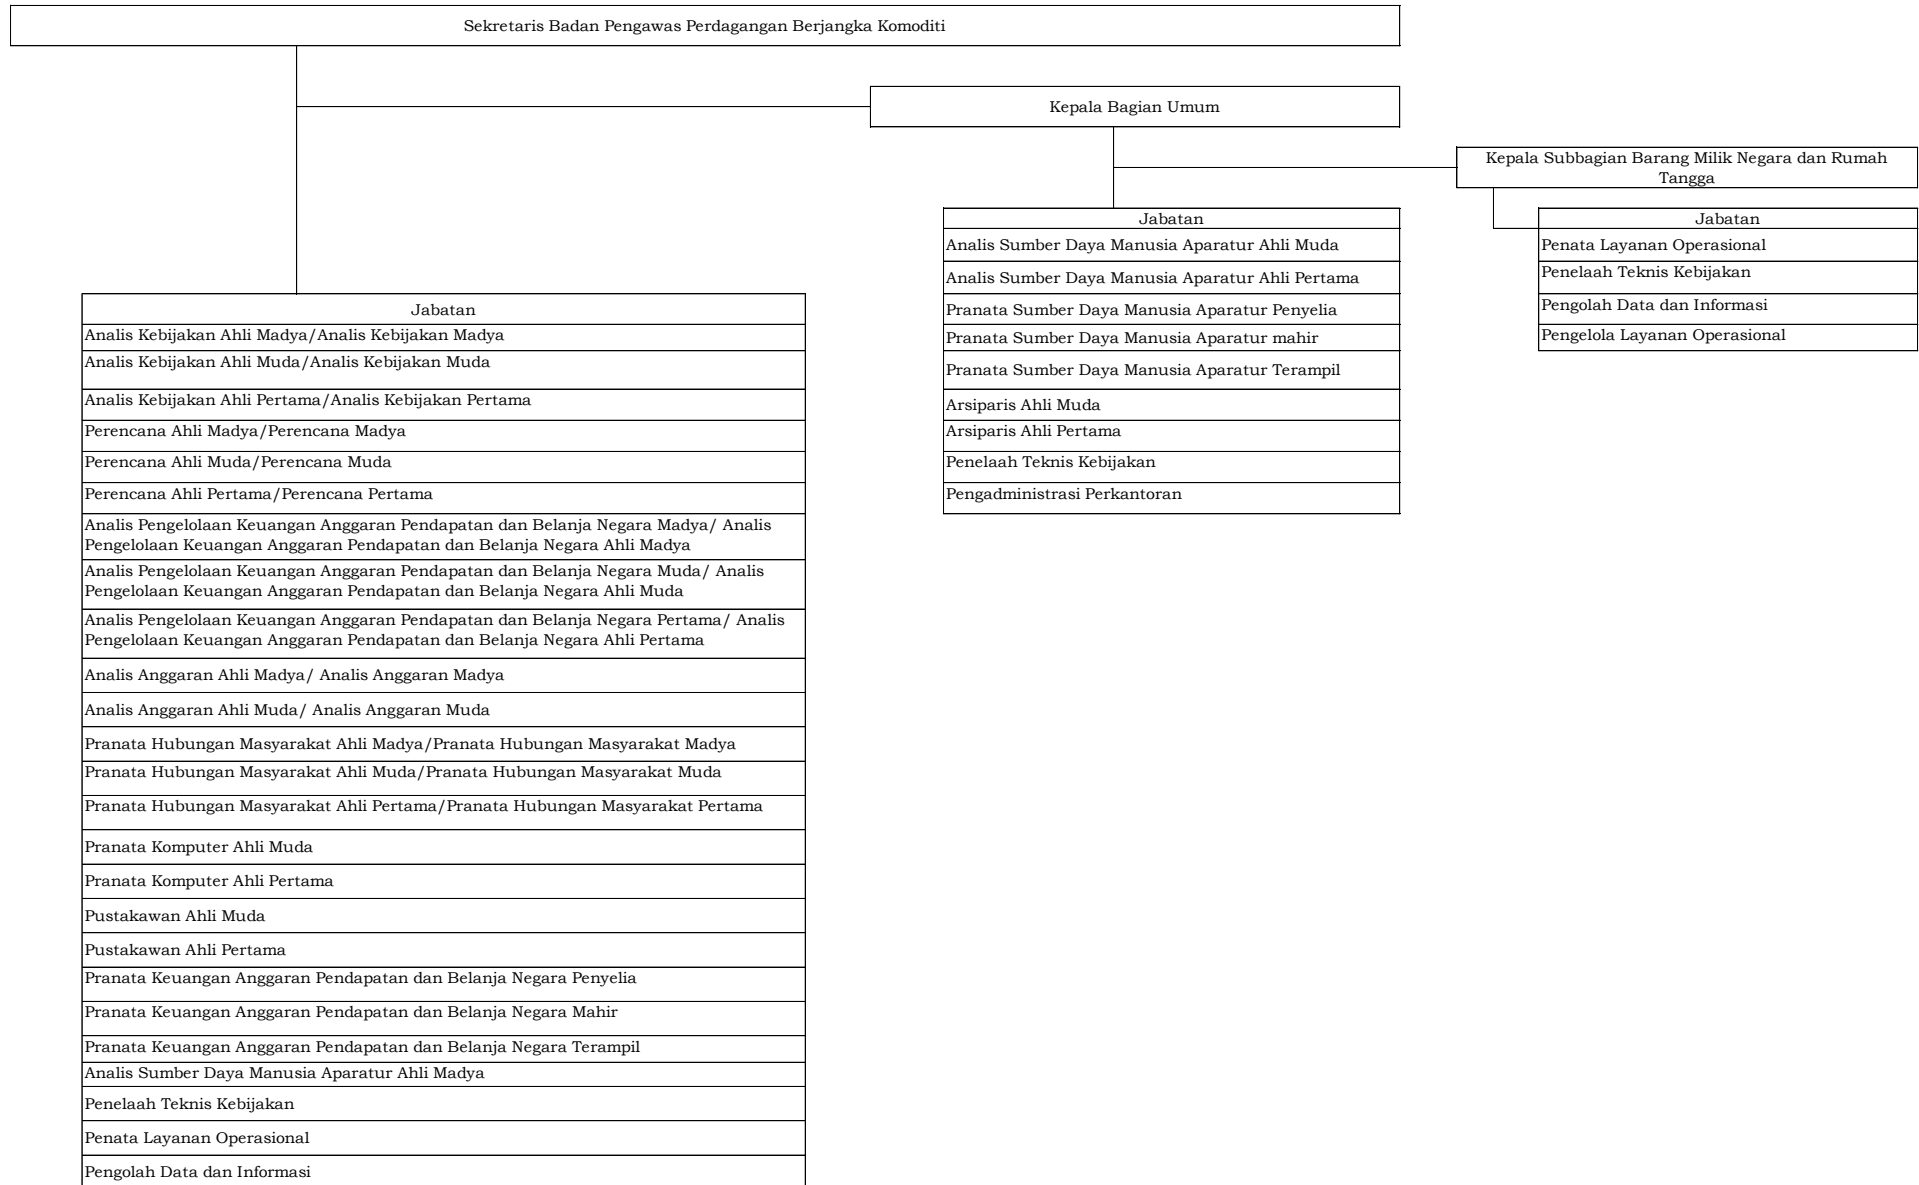 Sekretaris Badan Pengawas Perdagangan Berjangka Komoditi
Kepala Bagian Umum
Kepala Subbagian Barang Milik Negara dan Rumah
Tangga
Jabatan
Analis Sumber Daya Manusia Aparatur Ahli Muda
Analis Sumber Daya Manusia Aparatur Ahli Pertama
Pranata Sumber Daya Manusia Aparatur Penyelia
Pranata Sumber Daya Manusia Aparatur mahir
Pranata Sumber Daya Manusia Aparatur Terampil
Arsiparis Ahli Muda
Arsiparis Ahli Pertama
Penelaah Teknis Kebijakan
Pengadministrasi Perkantoran
Jabatan
Penata Layanan Operasional
Penelaah Teknis Kebijakan
Pengolah Data dan Informasi
Pengelola Layanan Operasional
Jabatan
Analis Kebijakan Ahli Madya/Analis Kebijakan Madya
Analis Kebijakan Ahli Muda/Analis Kebijakan Muda
Analis Kebijakan Ahli Pertama/Analis Kebijakan Pertama
Perencana Ahli Madya/Perencana Madya
Perencana Ahli Muda/Perencana Muda
Perencana Ahli Pertama/Perencana Pertama
Analis Pengelolaan Keuangan Anggaran Pendapatan dan Belanja Negara Madya/ Analis
Pengelolaan Keuangan Anggaran Pendapatan dan Belanja Negara Ahli Madya
Analis Pengelolaan Keuangan Anggaran Pendapatan dan Belanja Negara Muda/ Analis
Pengelolaan Keuangan Anggaran Pendapatan dan Belanja Negara Ahli Muda
Analis Pengelolaan Keuangan Anggaran Pendapatan dan Belanja Negara Pertama/ Analis
Pengelolaan Keuangan Anggaran Pendapatan dan Belanja Negara Ahli Pertama
Analis Anggaran Ahli Madya/ Analis Anggaran Madya
Analis Anggaran Ahli Muda/ Analis Anggaran Muda
Pranata Hubungan Masyarakat Ahli Madya/Pranata Hubungan Masyarakat Madya
Pranata Hubungan Masyarakat Ahli Muda/Pranata Hubungan Masyarakat Muda
Pranata Hubungan Masyarakat Ahli Pertama/Pranata Hubungan Masyarakat Pertama
Pranata Komputer Ahli Muda
Pranata Komputer Ahli Pertama
Pustakawan Ahli Muda
Pustakawan Ahli Pertama
Pranata Keuangan Anggaran Pendapatan dan Belanja Negara Penyelia
Pranata Keuangan Anggaran Pendapatan dan Belanja Negara Mahir
Pranata Keuangan Anggaran Pendapatan dan Belanja Negara Terampil
Analis Sumber Daya Manusia Aparatur Ahli Madya
Penelaah Teknis Kebijakan
Penata Layanan Operasional
Pengolah Data dan Informasi